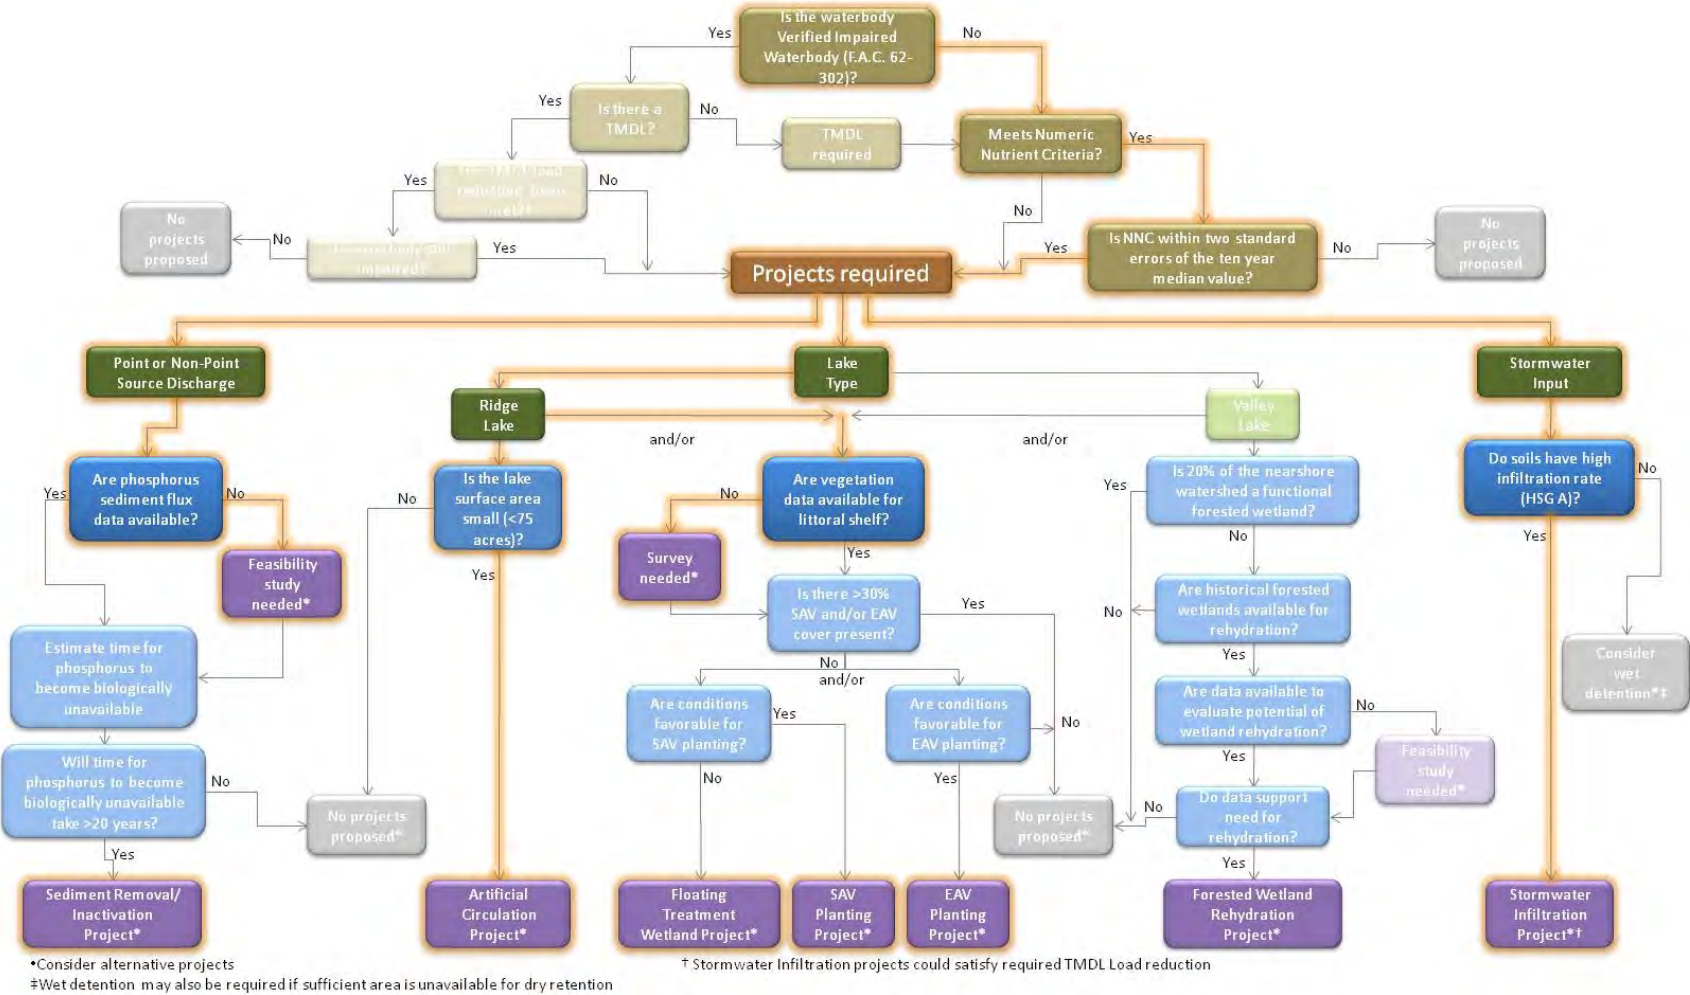 Is the waterbody
Verified Impaired
Waterbody (F.A.C. 62-
302)?
Yes
No
Is there a
TMDL?
Yes
No
TMDL
required
Meets Numeric
Nutrient Criteria?
Yes
No
Yes
No
No
projects
proposed
No
impaired?
Yes
Projects required
Yes
Is NNC within two standard
errors of the ten year
median value?
No
No
projects
proposed
Point or Non-Point
Source Discharge
Lake
Type
Stormwater
Input
Ridge
Lake
Valley
Lake
and/or
and/or
Are phosphorus
sediment flux
data available?
Yes
No
Feasibility
study
needed*
Estimate time for
phosphorus to
become biologically
unavailable
Will time for
phosphorus to become
biologically unavailable
take >20 years?
No
Yes
Sediment Removal/
Inactivation
Project*
Is the lake
surface area
small (<75
acres)?
No
Yes
No projects
proposed*
Artificial
Circulation
Project*
Are vegetation
data available for
littoral shelf?
No
Yes
Survey
needed*
Is there >30%
SAV and/or EAV
cover present?
Yes
No
and/or
Are conditions
favorable for
SAV planting?
Yes
No
Are conditions
favorable for
EAV planting?
No
Yes
No projects
proposed*
Floating
Treatment
Wetland Project*
SAV
Planting
Project*
EAV
Planting
Project*
Is 20% of the nearshore
watershed a functional
forested wetland?
Yes
No
Are historical forested
wetlands available for
rehydration?
No
Yes
Are data available to
evaluate potential of
wetland rehydration?
No
Yes
Feasibility
study
needed*
Do data support
need for
rehydration?
No
Yes
Forested Wetland
Rehydration
Project*
Do soils have high
infiltration rate
(HSG A)?
No
Yes
Consider
wet
detention*‡
Stormwater
Infiltration
Project*†
*Consider alternative projects
† Stormwater Infiltration projects could satisfy required TMDL Load reduction
‡Wet detention may also be required if sufficient area is unavailable for dry retention